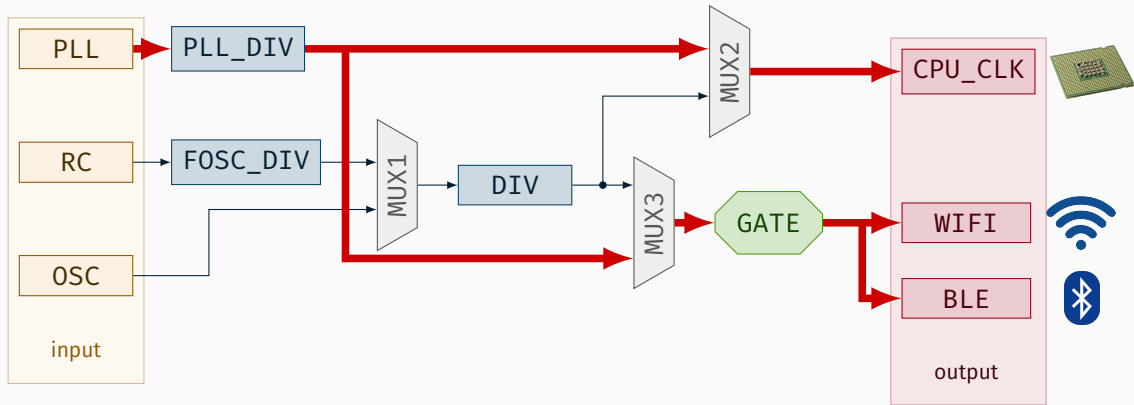 PLL
PLL_DIV
MUX2
CPU_CLK
RC
FOSC_DIV
MUX1
DIV
MUX3
GATE
WIFI
OSC
BLE
input
output